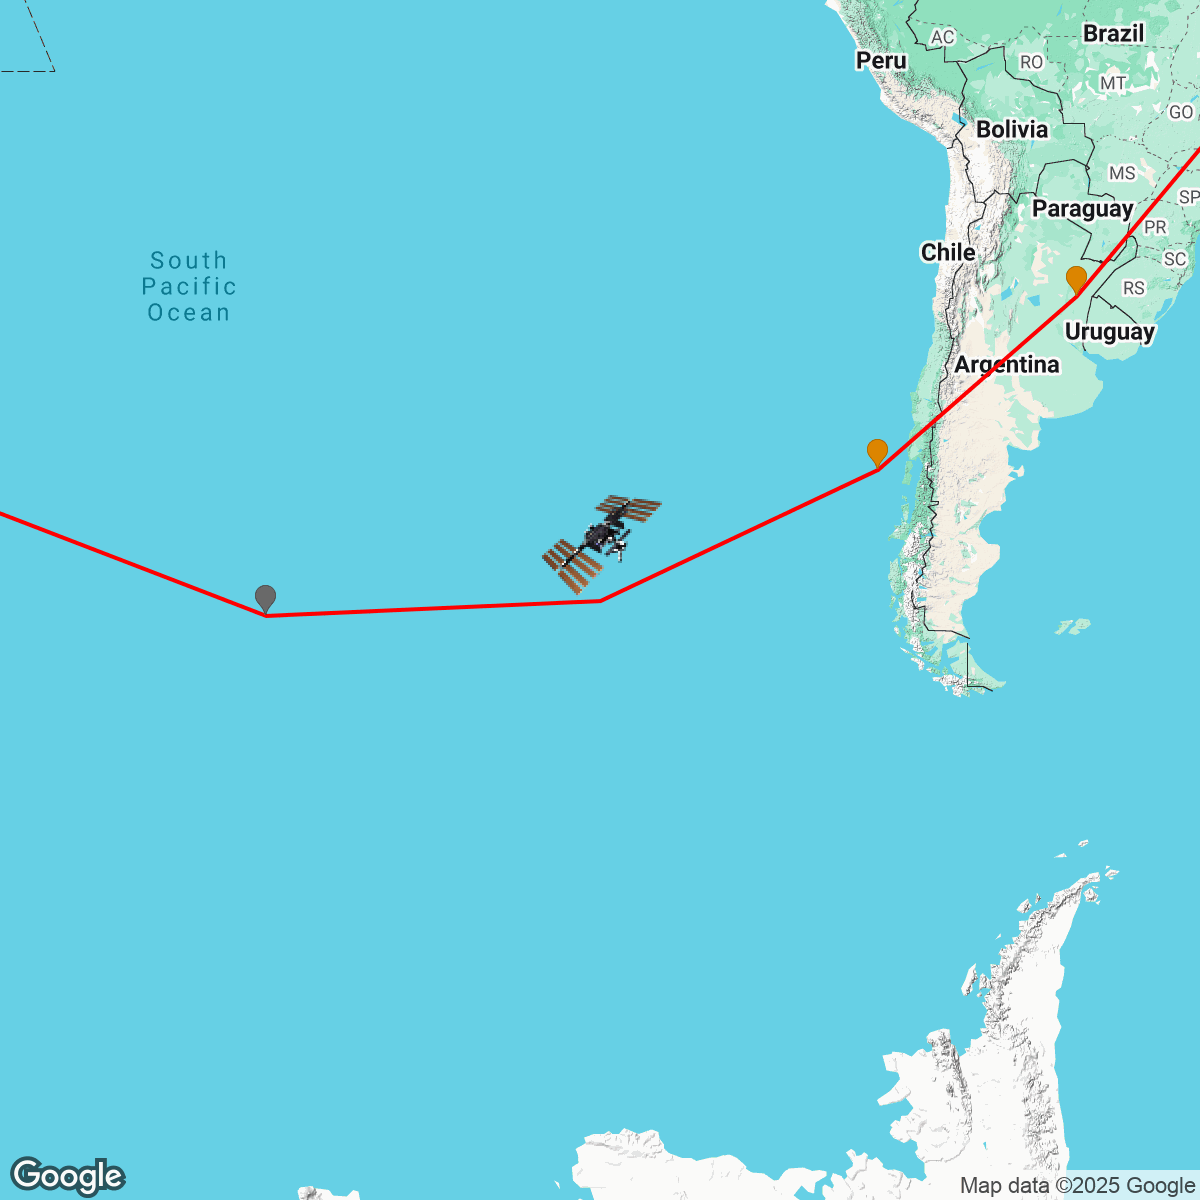 Brazil
AC
Peru
RO
MT
GO
Bolivia
MS
SP
Paraguay
PR
Chile
SC
South
Pacific
Ocean
RS
Uruguay
Argentina
Google
Map data ©2025 Google